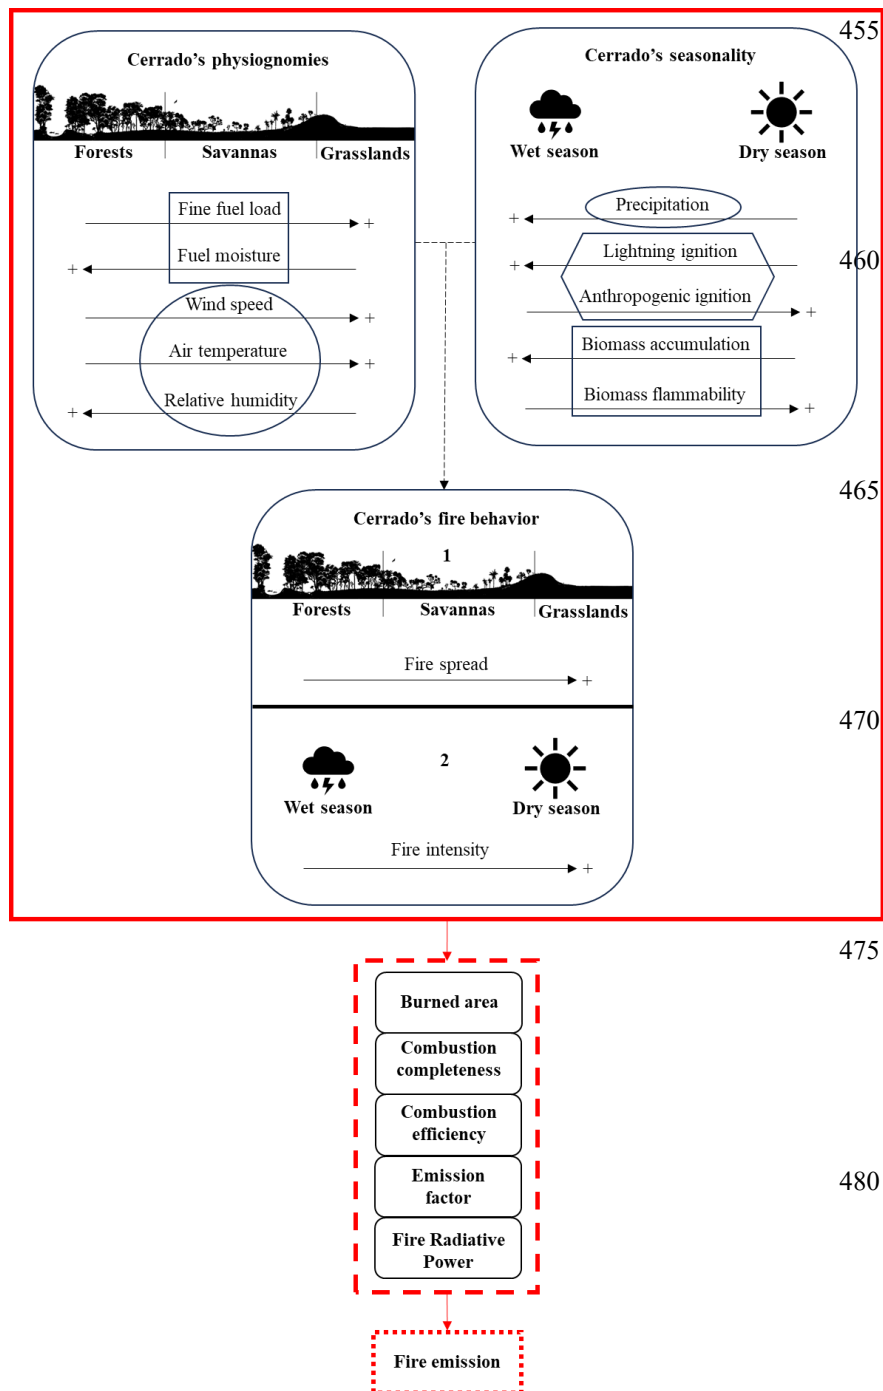 455
Cerrado's physiognomies
Forests
Savannas
Grasslands
Fine fuel load
+
Fuel moisture
+
Wind speed
+
Air temperature
+
Relative humidity
+
Cerrado's seasonality
Wet season
Dry season
Precipitation
+
Lightning ignition
+
460
Anthropogenic ignition
+
Biomass accumulation
+
Biomass flammability
+
465
Cerrado's fire behavior
1
Forests
Savannas
Grasslands
Fire spread
+
470
2
Wet season
Dry season
Fire intensity
+
475
Burned area
Combustion
completeness
Combustion
efficiency
Emission
factor
480
Fire Radiative
Power
Fire emission